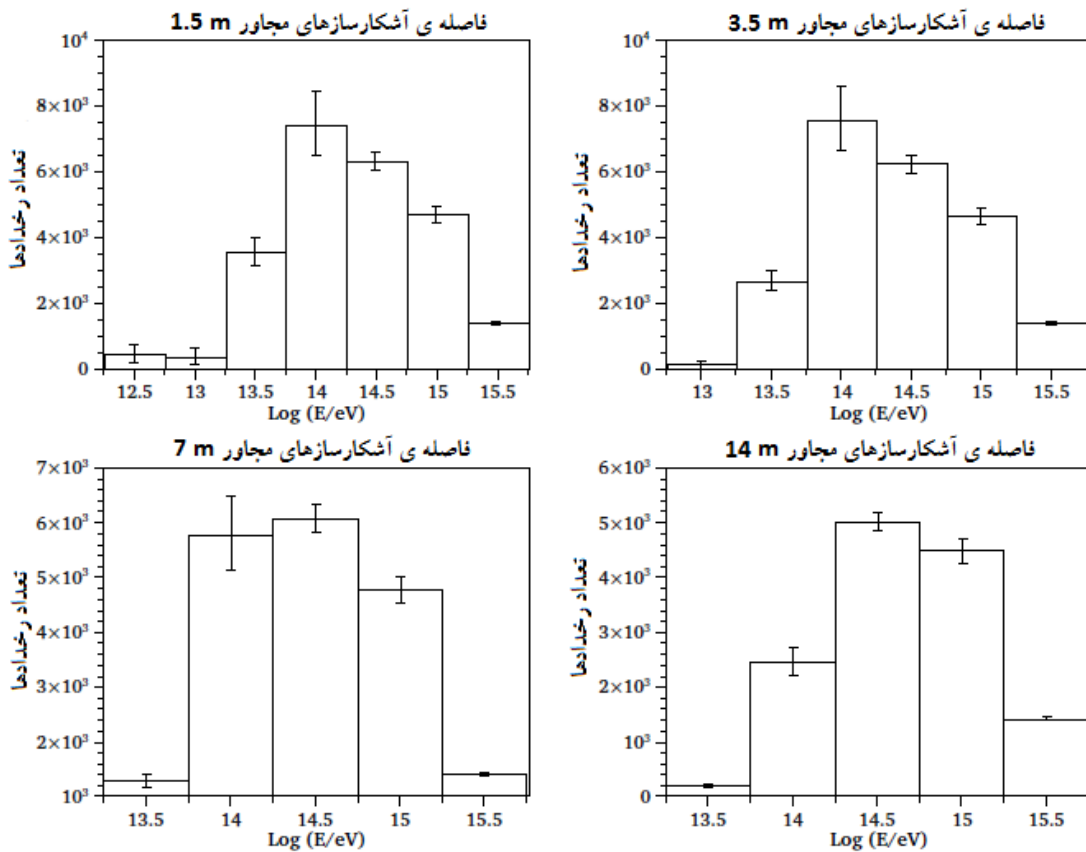 فاصله ی آشکارسازهای مجاور 1.5 m
10⁴
8×10³
6×10³
4×10³
2×10³
0
تعداد رخدادها
12.5 13 13.5 14 14.5 15 15.5
Log (E/eV)
فاصله ی آشکارسازهای مجاور 3.5 m
10⁴
8×10³
6×10³
4×10³
2×10³
0
تعداد رخدادها
13 13.5 14 14.5 15 15.5
Log (E/eV)
فاصله ی آشکارسازهای مجاور 7 m
7×10³
6×10³
5×10³
4×10³
3×10³
2×10³
10³
تعداد رخدادها
13.5 14 14.5 15 15.5
Log (E/eV)
فاصله ی آشکارسازهای مجاور 14 m
6×10³
5×10³
4×10³
3×10³
2×10³
10³
0
تعداد رخدادها
13.5 14 14.5 15 15.5
Log (E/eV)